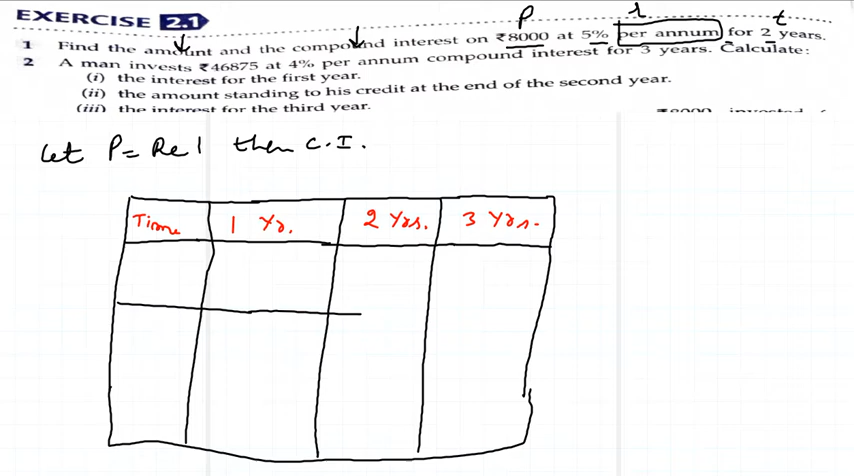 EXERCISE 2.1
P r t
1 Find the amount and the compound interest on ₹8000 at 5% per annum for 2 years.
2 A man invests ₹46875 at 4% per annum compound interest for 3 years. Calculate:
(i) the interest for the first year.
(ii) the amount standing to his credit at the end of the second year.
(iii) the interest for the third year.
₹8000 invested
Let P = Re 1 then C.I.
Time 1 Yr. 2 Yrs. 3 Yrs.